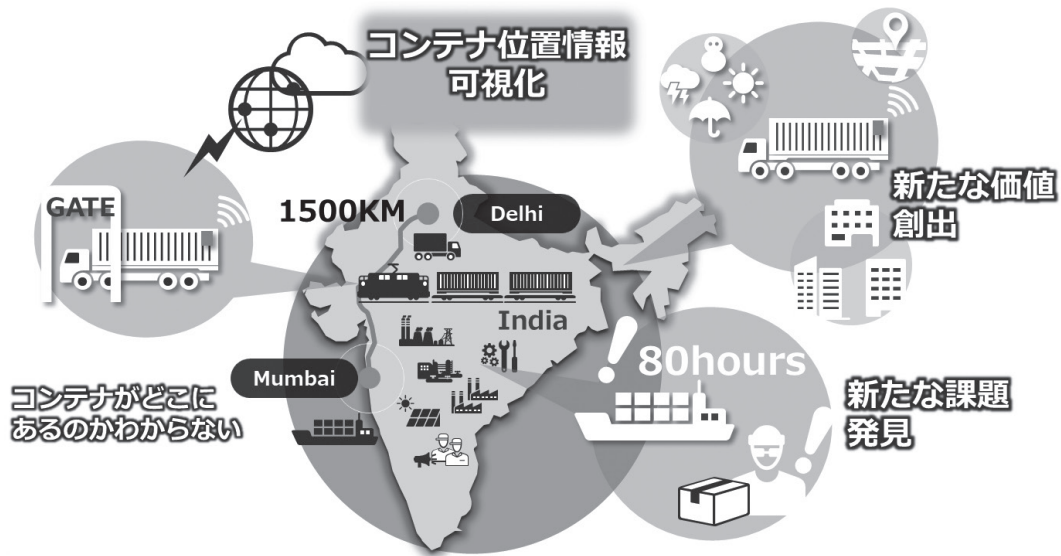 コンテナ位置情報
可視化
GATE
1500KM
Delhi
新たな価値
創出
India
80hours
Mumbai
コンテナがどこに
あるのかわからない
新たな課題
発見